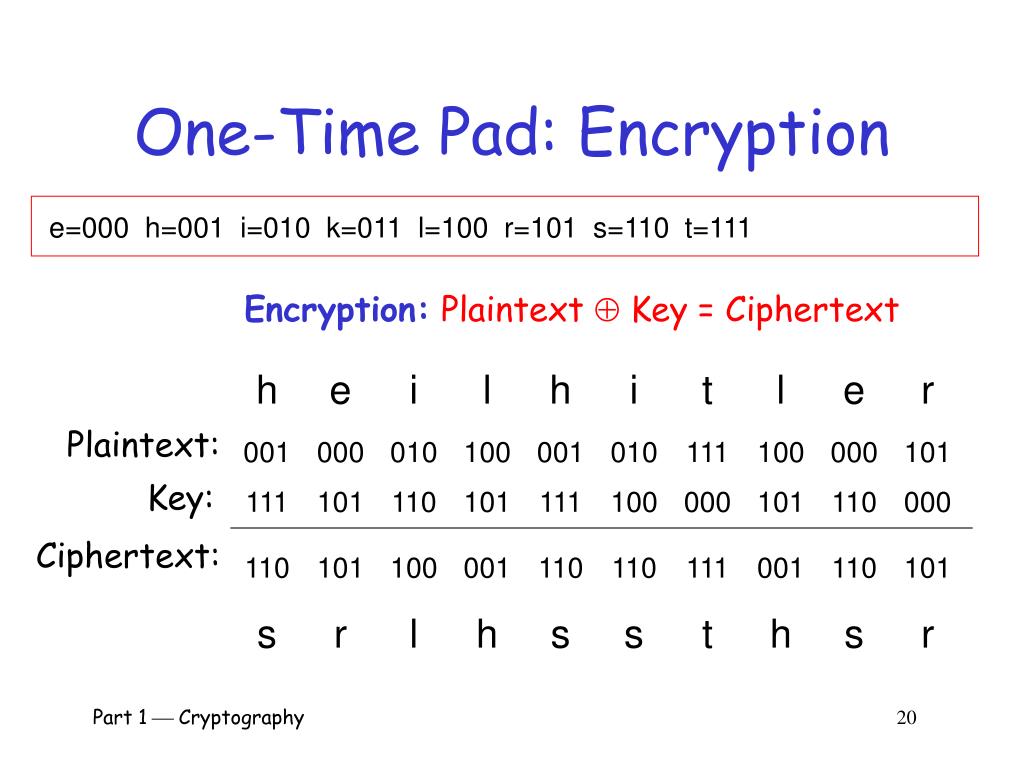 One-Time Pad: Encryption
e=000 h=001 i=010 k=011 l=100 r=101 s=110 t=111
Encryption: Plaintext ⊕ Key = Ciphertext
h e i l h i t l e r
Plaintext: 001 000 010 100 001 010 111 100 000 101
Key: 111 101 110 101 111 100 000 101 110 000
Ciphertext: 110 101 100 001 110 110 111 001 110 101
s r l h s s t h s r
Part 1 — Cryptography 20